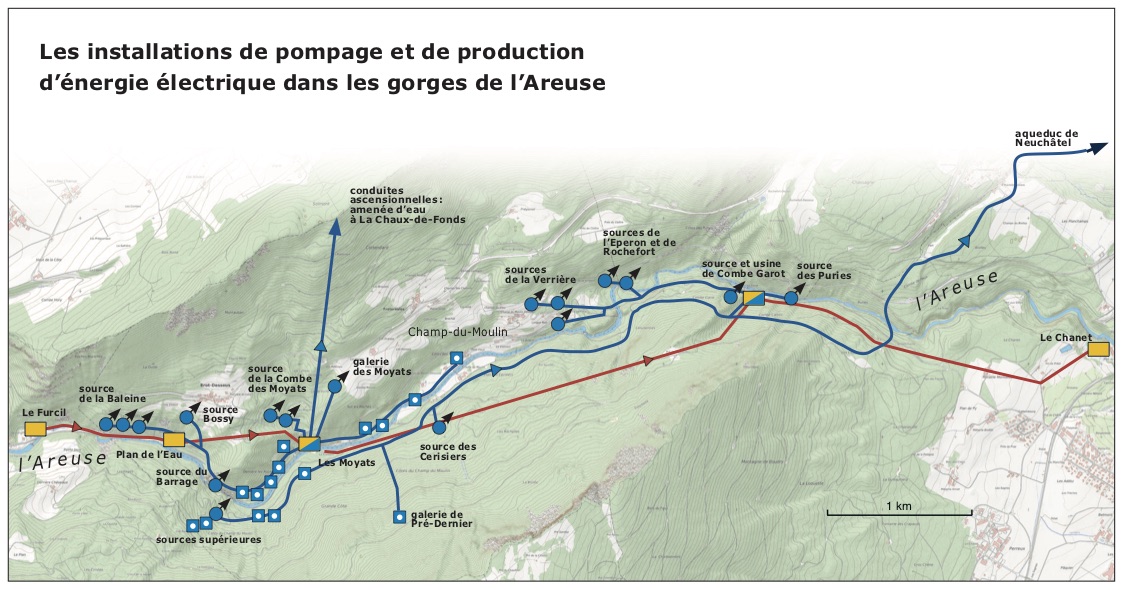 Les installations de pompage et de production
d’énergie électrique dans les gorges de l’Areuse
aqueduc de
Neuchâtel
conduites
ascensionnelles:
amenée d’eau
à La Chaux-de-Fonds
sources de
l’Eperon et de
Rochefort
sources
de la Verrière
source et usine
de Combe Garot
source
des Puries
l’Areuse
Champ-du-Moulin
Le Chanet
galerie
des Moyats
source
de la Combe
des Moyats
source
de la Baleine
Le Furcil
source
Bossy
l’Areuse
Plan de l’Eau
source du
Barrage
Les Moyats
source des
Cerisiers
galerie de
Pré-Dernier
sources supérieures
1 km